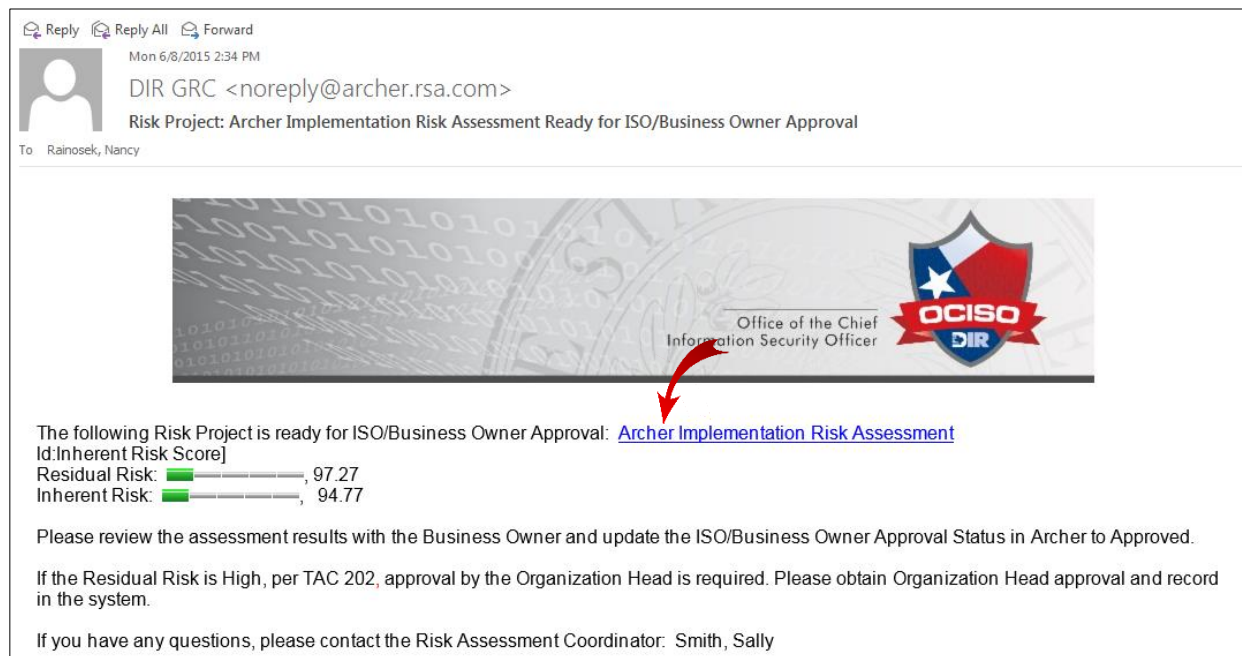 Reply Reply All Forward
Mon 6/8/2015 2:34 PM
DIR GRC <noreply@archer.rsa.com>
Risk Project: Archer Implementation Risk Assessment Ready for ISO/Business Owner Approval
To Rainosek, Nancy
Office of the Chief
Information Security Officer
OCISO
DIR
The following Risk Project is ready for ISO/Business Owner Approval: Archer Implementation Risk Assessment
Id:Inherent Risk Score]
Residual Risk: , 97.27
Inherent Risk: , 94.77
Please review the assessment results with the Business Owner and update the ISO/Business Owner Approval Status in Archer to Approved.
If the Residual Risk is High, per TAC 202, approval by the Organization Head is required. Please obtain Organization Head approval and record
in the system.
If you have any questions, please contact the Risk Assessment Coordinator: Smith, Sally